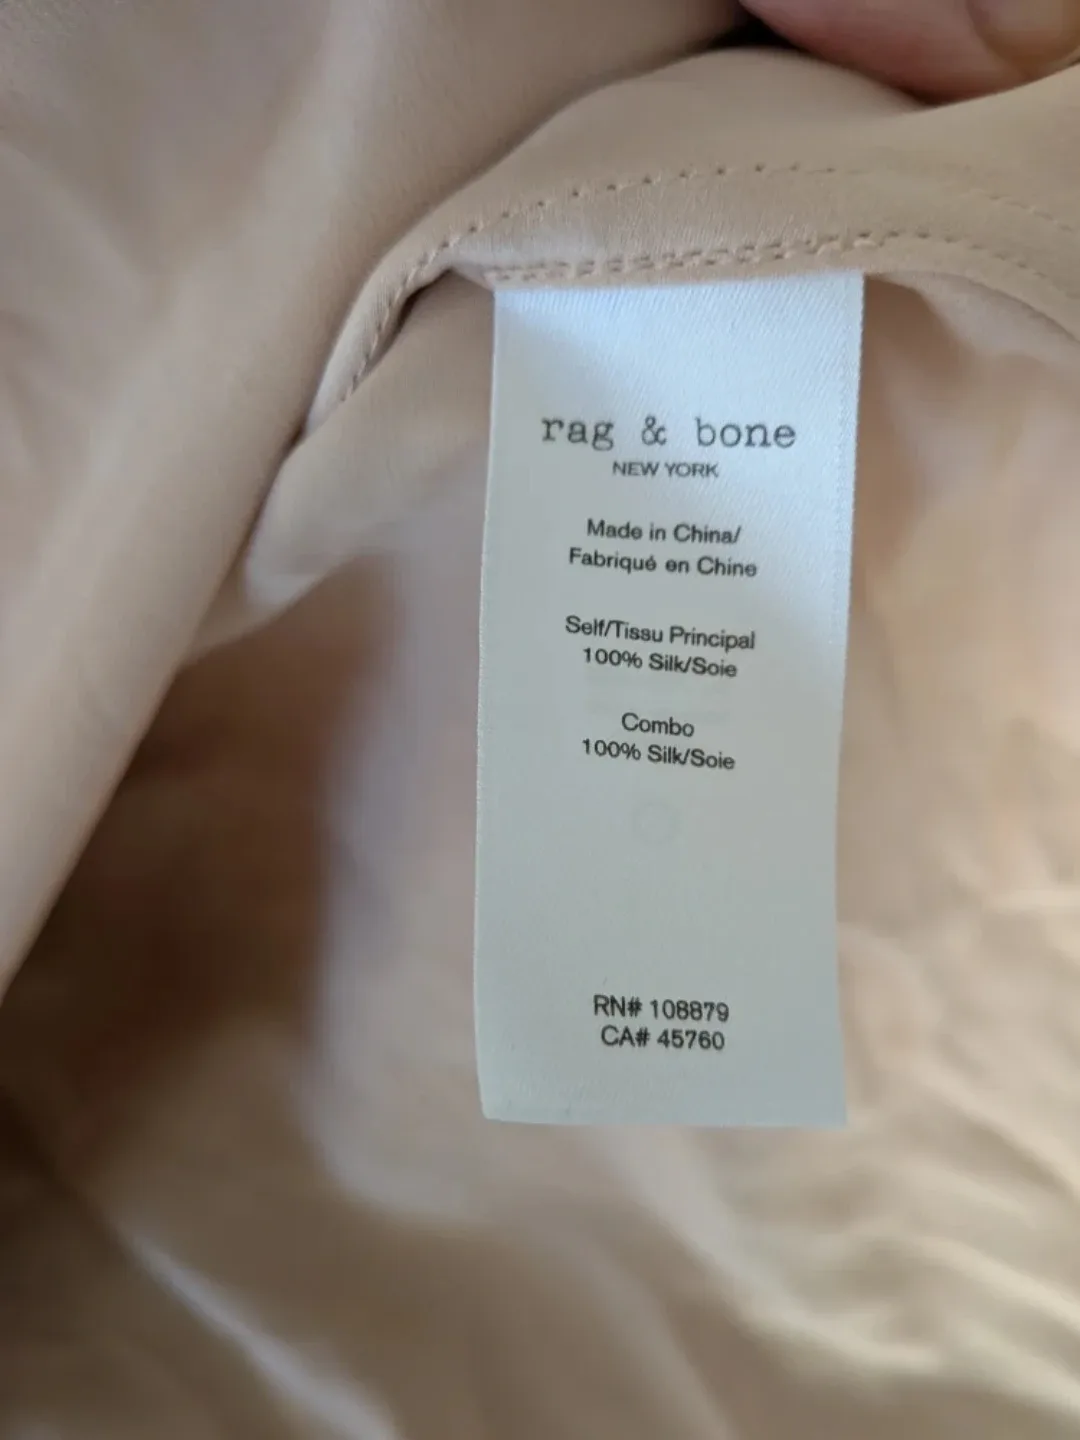 rag & bone
NEW YORK
Made in China/
Fabriqué en Chine
Self/Tissu Principal
100% Silk/Soie
Combo
100% Silk/Soie
RN# 108879
CA# 45760